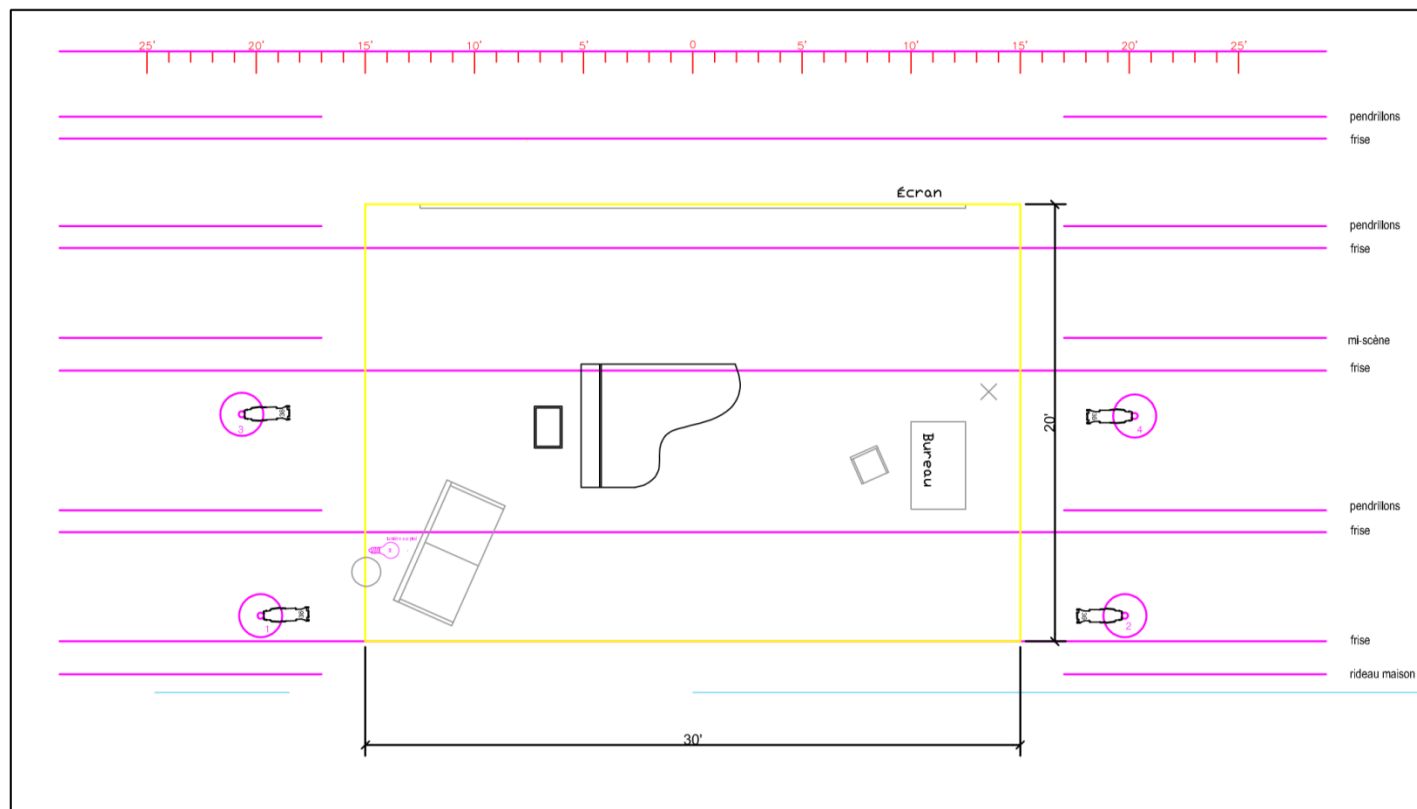 25' 20' 15' 10' 5' 0 5' 10' 15' 20' 25'
pendrillons
frise
Écran
pendrillons
frise
mi-scène
frise
3
4
20'
Bureau
pendrillons
frise
1
2
frise
rideau maison
30'